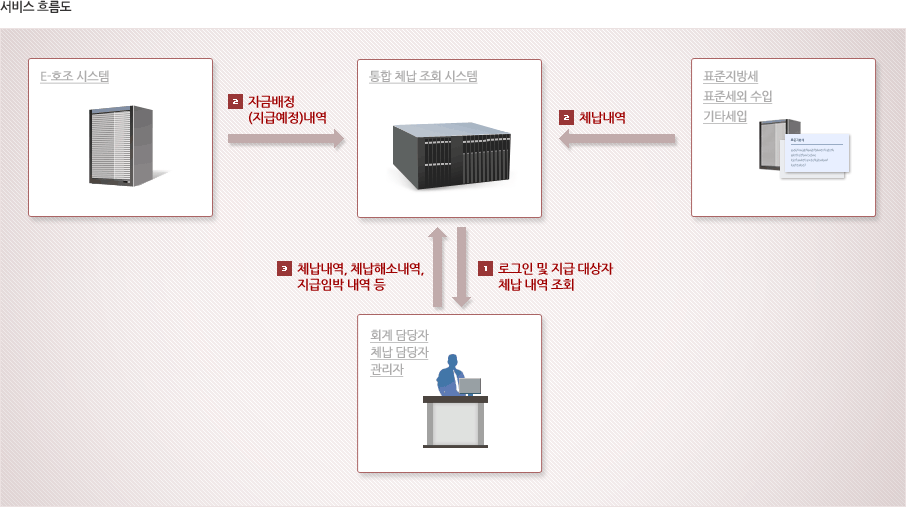 서비스 흐름도
E-호조 시스템
통합 체납 조회 시스템
표준지방세
표준세외 수입
기타세입
2 자금배정
(지급예정)내역
2 체납내역
3 체납내역, 체납해소내역,
지급임박 내역 등
1 로그인 및 지급 대상자
체납 내역 조회
회계 담당자
체납 담당자
관리자